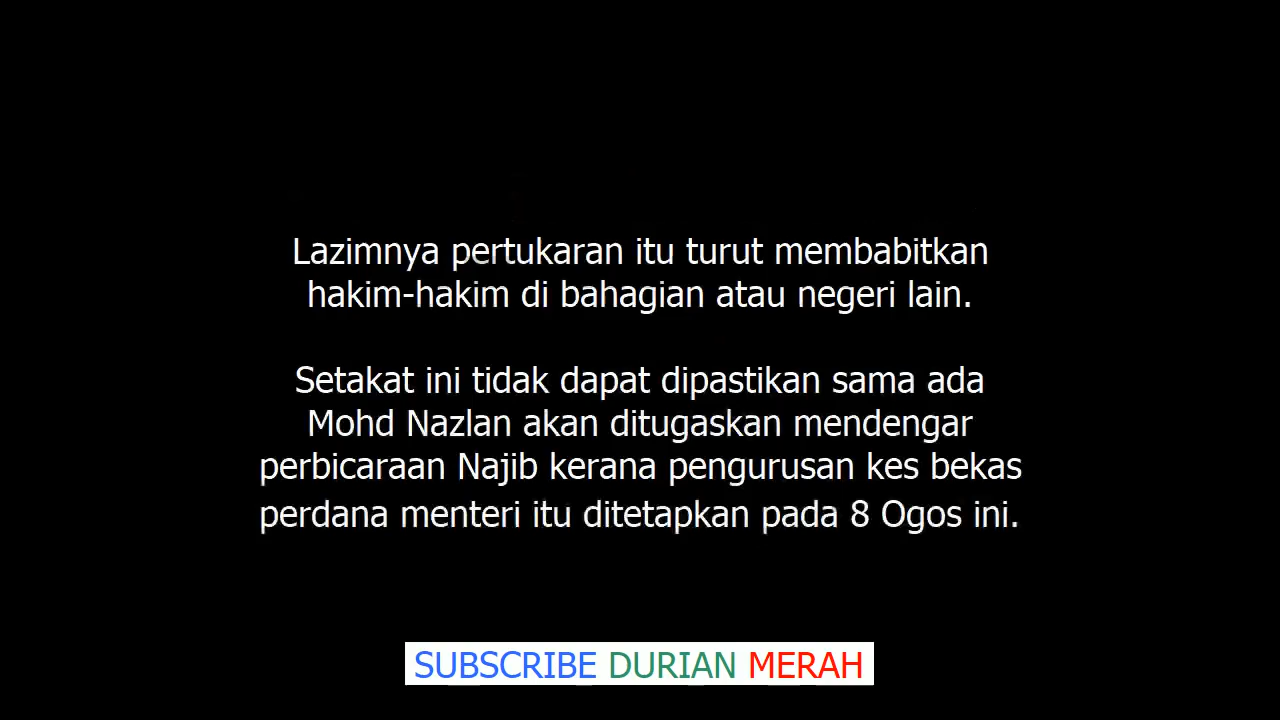 Lazimnya pertukaran itu turut membabitkan
hakim-hakim di bahagian atau negeri lain.
Setakat ini tidak dapat dipastikan sama ada
Mohd Nazlan akan ditugaskan mendengar
perbicaraan Najib kerana pengurusan kes bekas
perdana menteri itu ditetapkan pada 8 Ogos ini.
SUBSCRIBE DURIAN MERAH